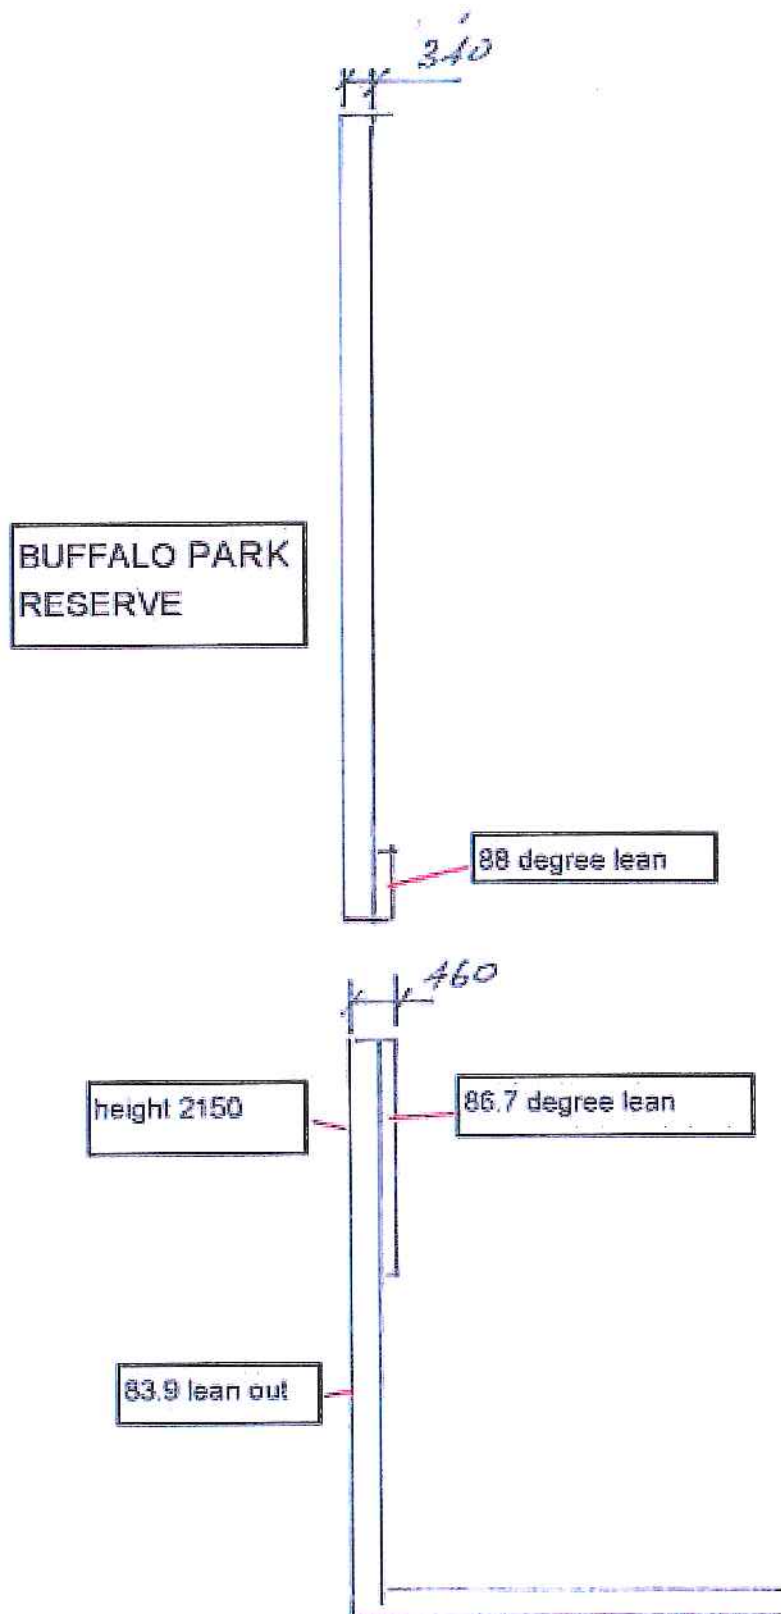 340
BUFFALO PARK
RESERVE
88 degree lean
460
height 2150
86.7 degree lean
83.9 lean out